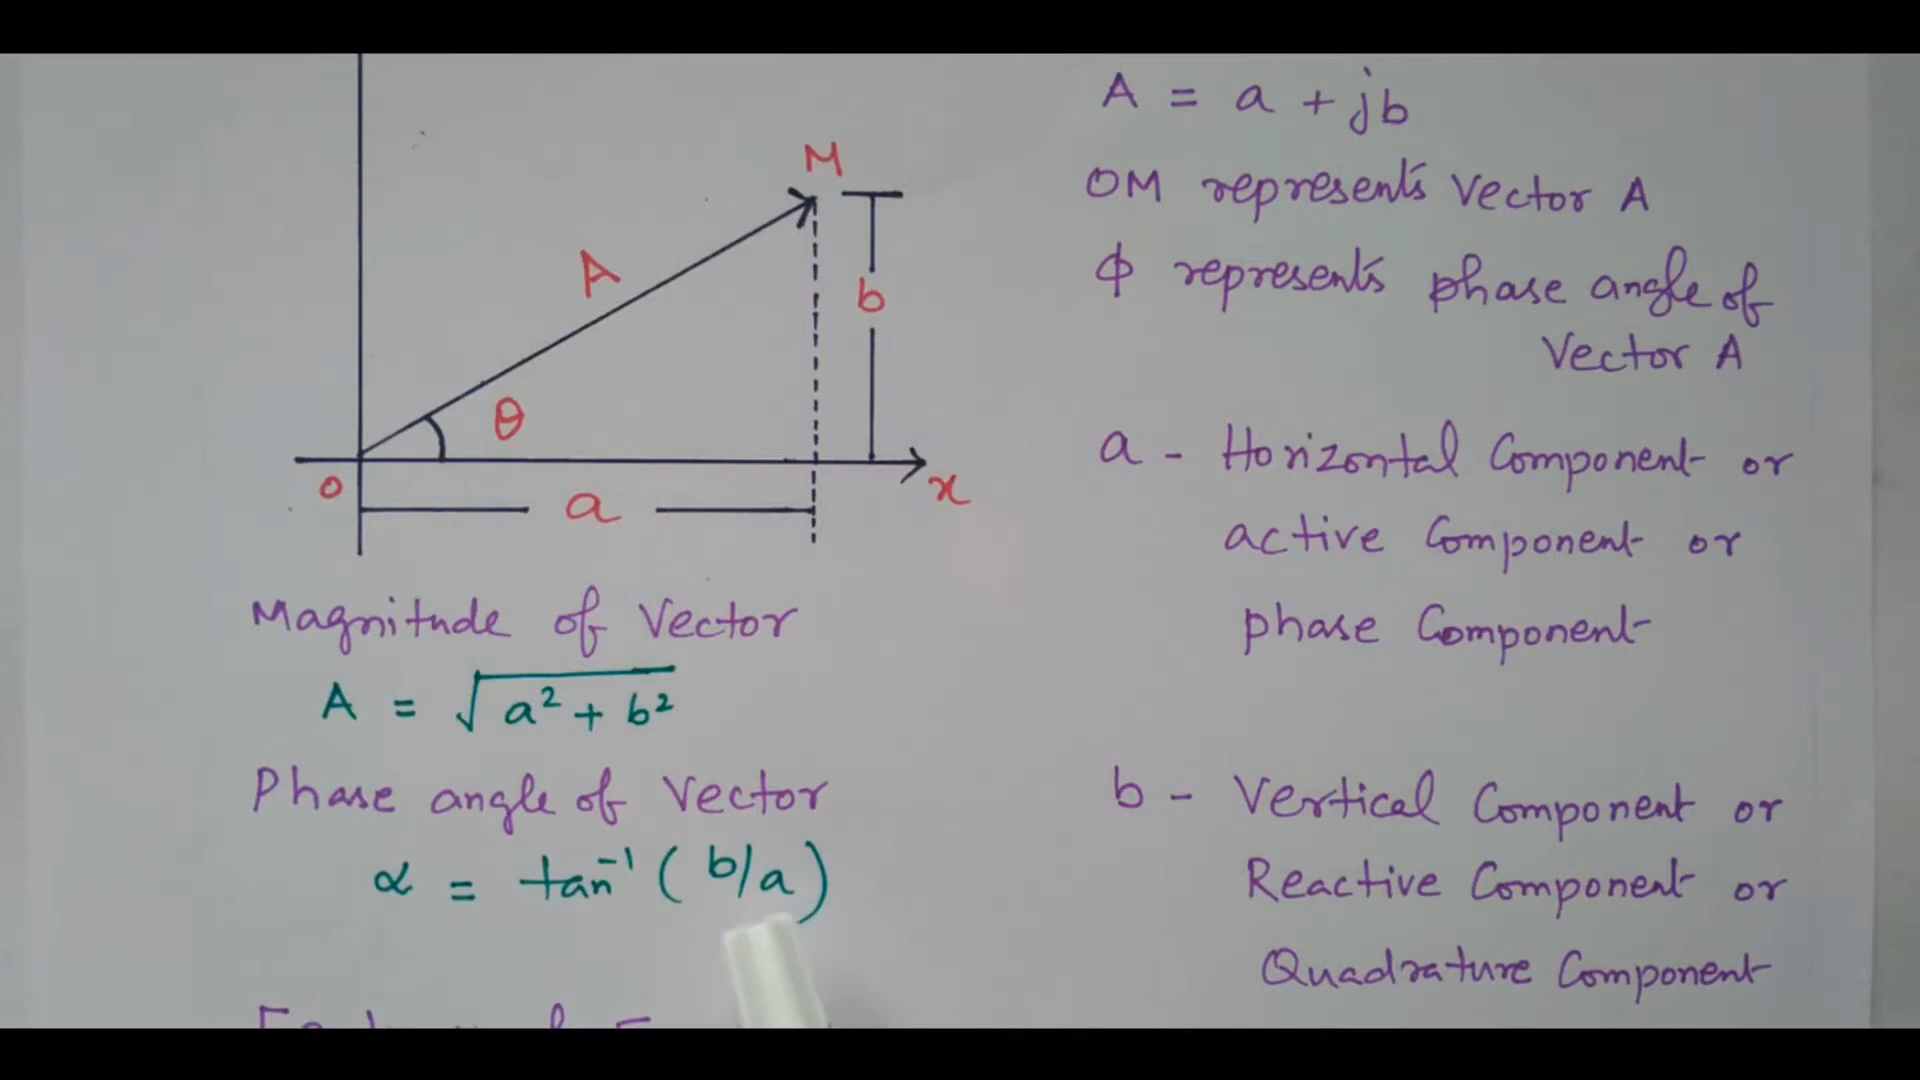 M
A
b
θ
o
a
x
Magnitude of Vector
A = √a² + b²
Phase angle of Vector
α = tan⁻¹ (b/a)
A = a + jb
OM represents Vector A
ϕ represents phase angle of
Vector A
a - Horizontal Component or
active Component or
phase Component
b - Vertical Component or
Reactive Component or
Quadrature Component